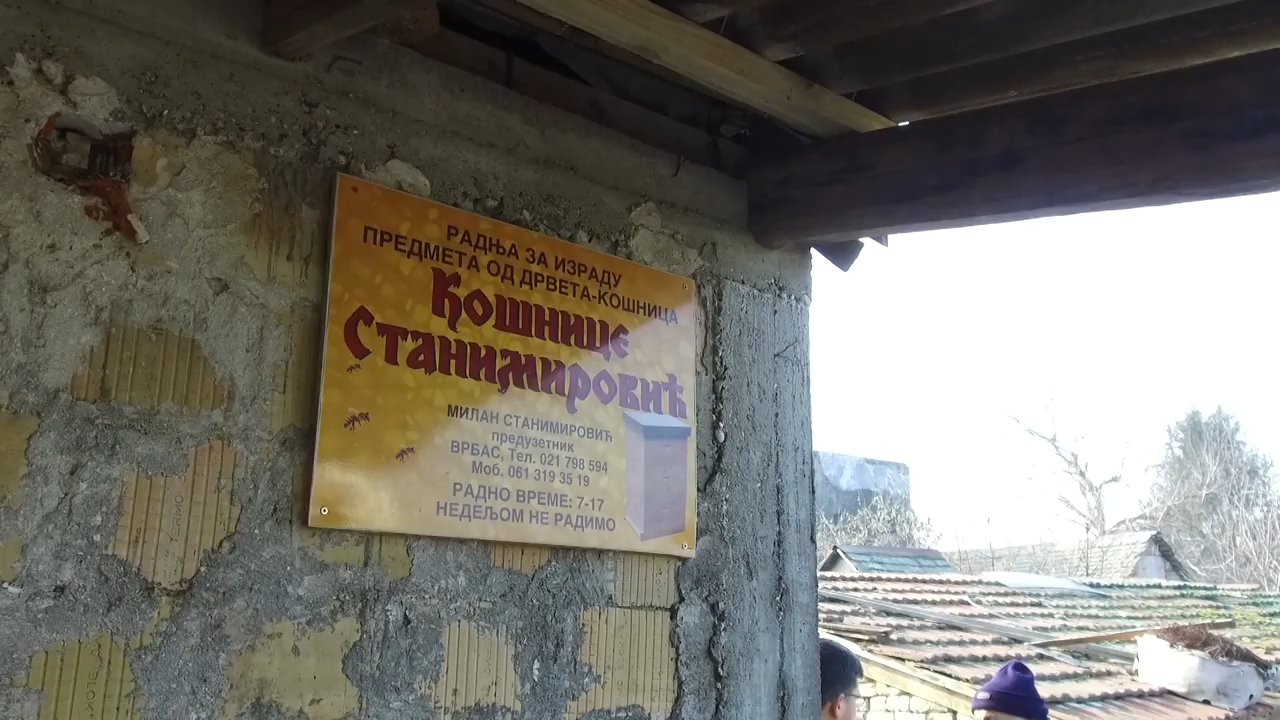 РАДЊА ЗА ИЗРАДУ
ПРЕДМЕТА ОД ДРВЕТА-КОШНИЦА
Кошнице
Станимировић
МИЛАН СТАНИМИРОВИЋ
предузетник
ВРБАС, Тел. 021 798 594
Моб. 061 319 35 19
РАДНО ВРЕМЕ: 7-17
НЕДЕЉОМ НЕ РАДИМО